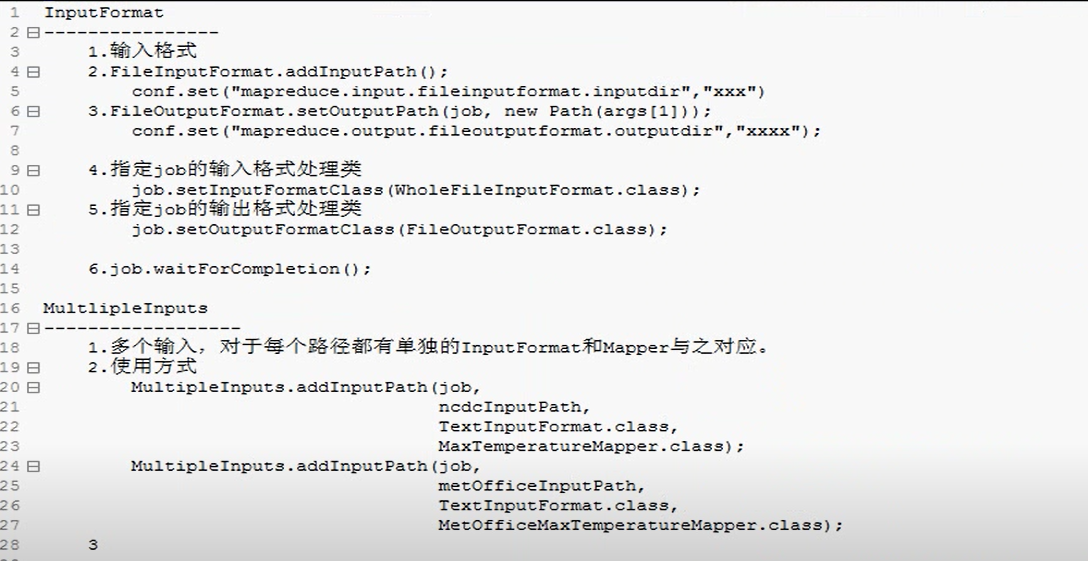 1 InputFormat
2 ----------------
3 1.输入格式
4 2.FileInputFormat.addInputPath();
5 conf.set("mapreduce.input.fileinputformat.inputdir","xxx")
6 3.FileOutputFormat.setOutputPath(job, new Path(args[1]));
7 conf.set("mapreduce.output.fileoutputformat.outputdir","xxxx");
8
9 4.指定job的输入格式处理类
10 job.setInputFormatClass(WholeFileInputFormat.class);
11 5.指定job的输出格式处理类
12 job.setOutputFormatClass(FileOutputFormat.class);
13
14 6.job.waitForCompletion();
15
16 MultlipleInputs
17 ------------------
18 1.多个输入，对于每个路径都有单独的InputFormat和Mapper与之对应。
19 2.使用方式
20 MultipleInputs.addInputPath(job,
21 ncdcInputPath,
22 TextInputFormat.class,
23 MaxTemperatureMapper.class);
24 MultipleInputs.addInputPath(job,
25 metOfficeInputPath,
26 TextInputFormat.class,
27 MetOfficeMaxTemperatureMapper.class);
28 3